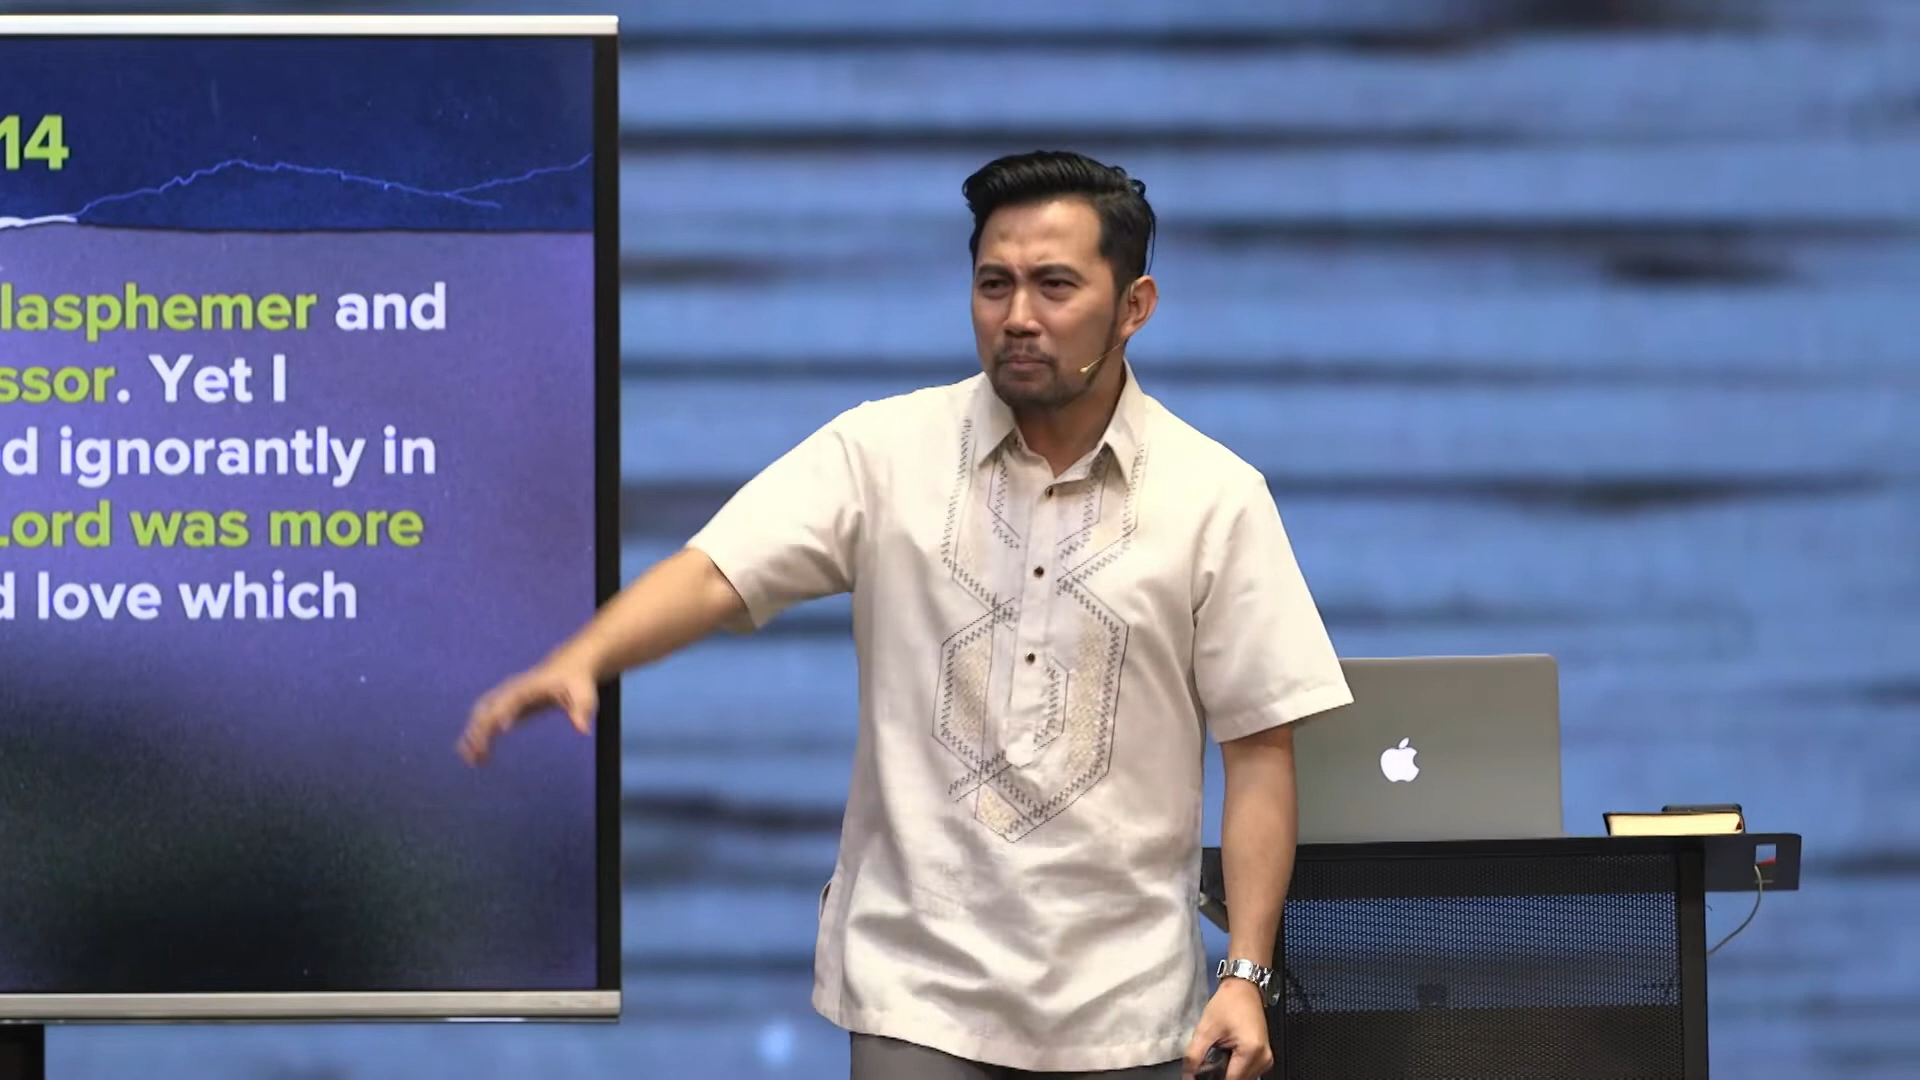 14
lasphemer and
ssor. Yet I
d ignorantly in
Lord was more
d love which